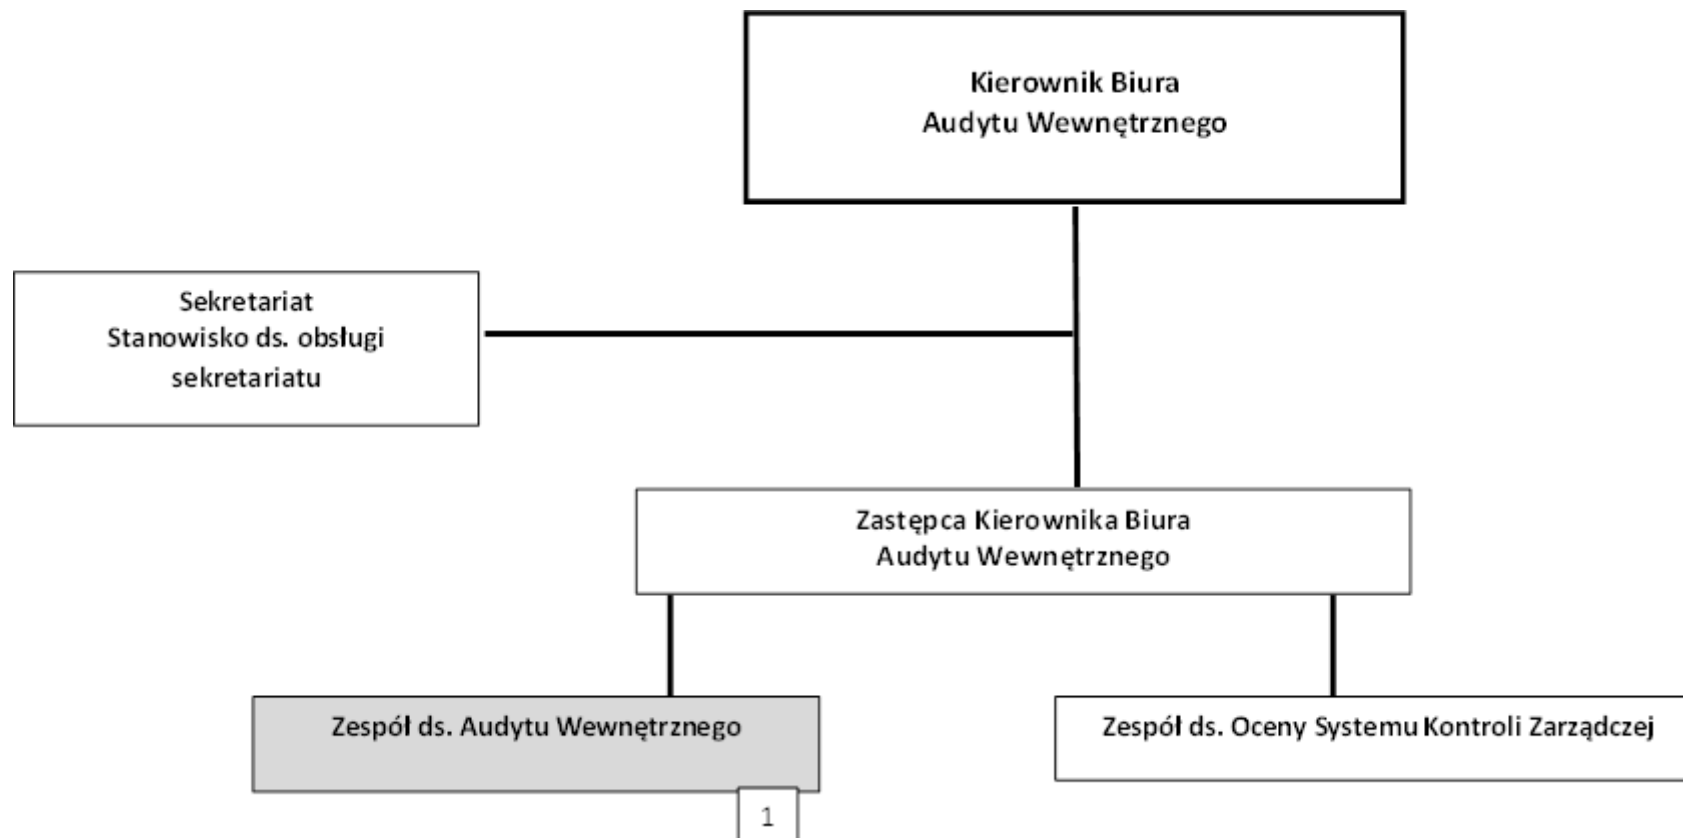 Kierownik Biura
Audytu Wewnętrznego
Sekretariat
Stanowisko ds. obsługi
sekretariatu
Zastępca Kierownika Biura
Audytu Wewnętrznego
Zespół ds. Audytu Wewnętrznego
Zespół ds. Oceny Systemu Kontroli Zarządczej
1